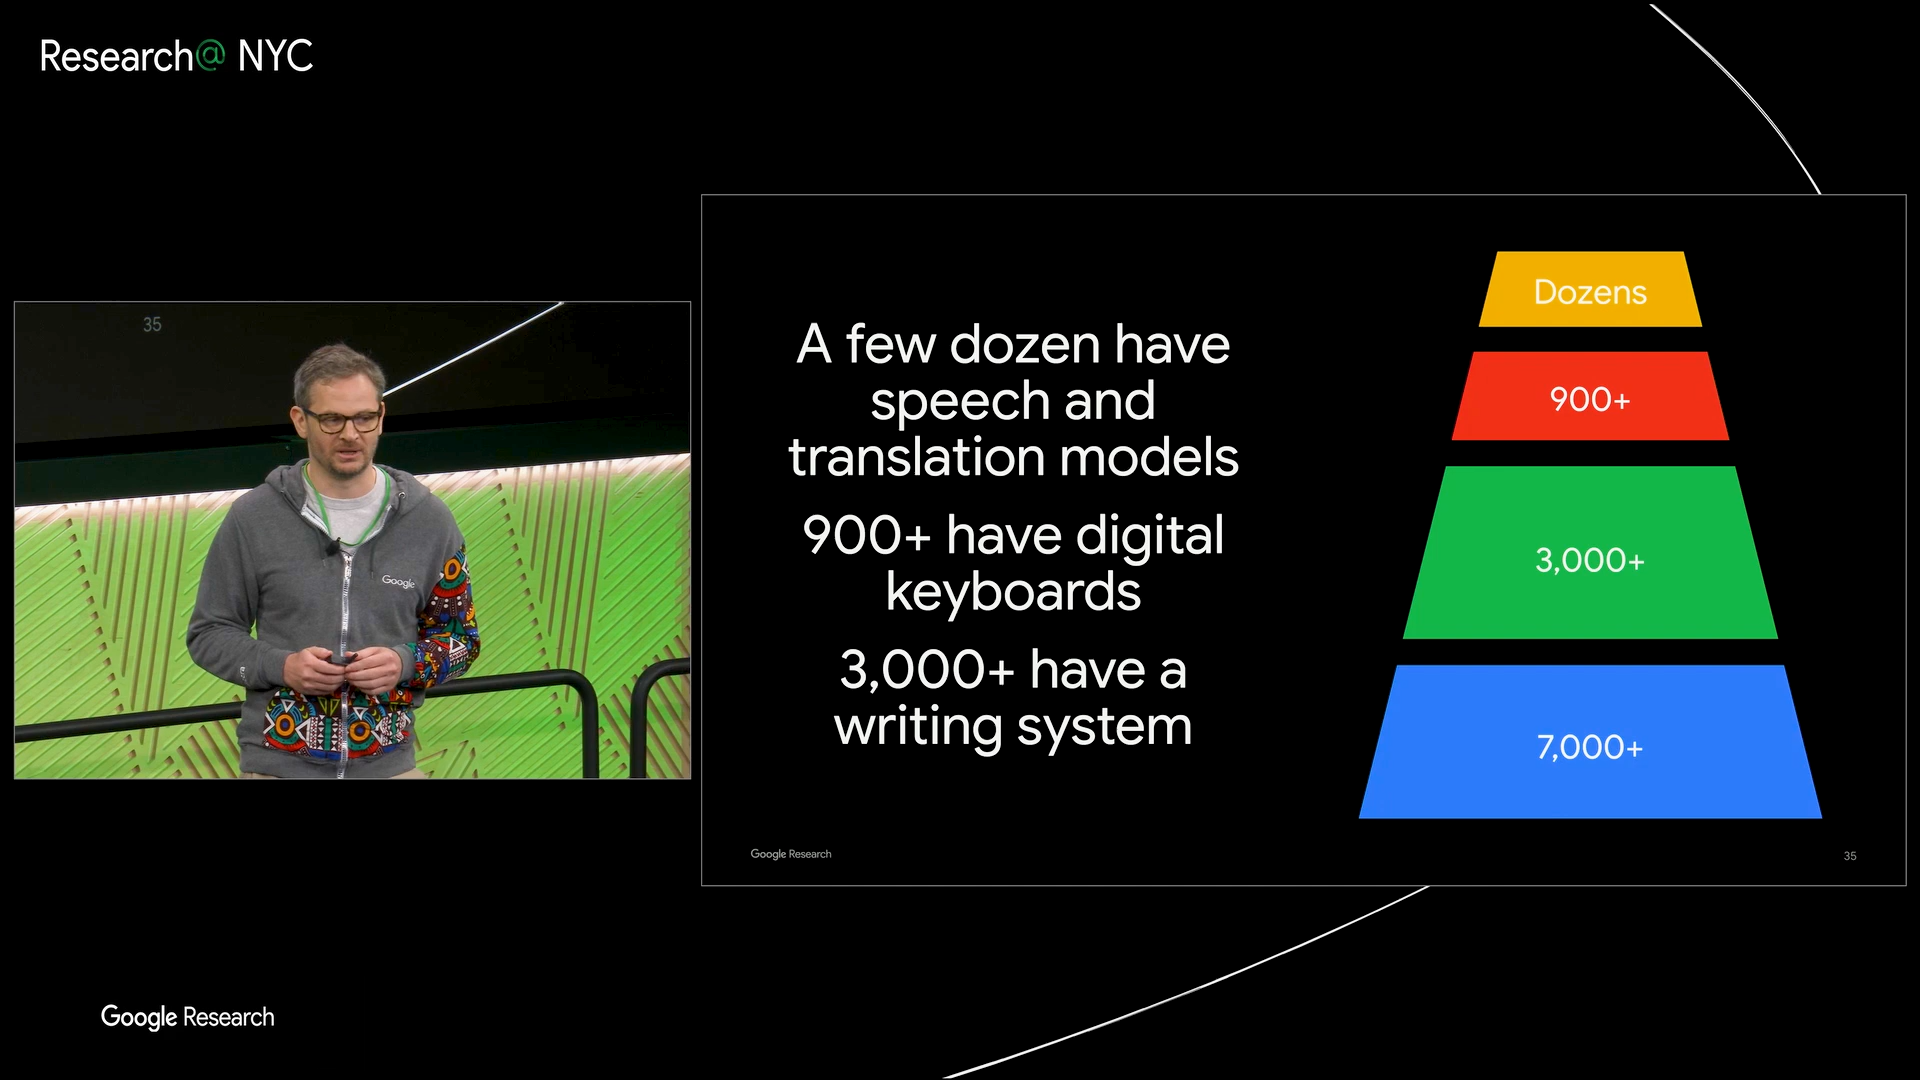 Research@ NYC
35
Google
A few dozen have
speech and
translation models
900+ have digital
keyboards
3,000+ have a
writing system
Dozens
900+
3,000+
7,000+
Google Research
35
Google Research